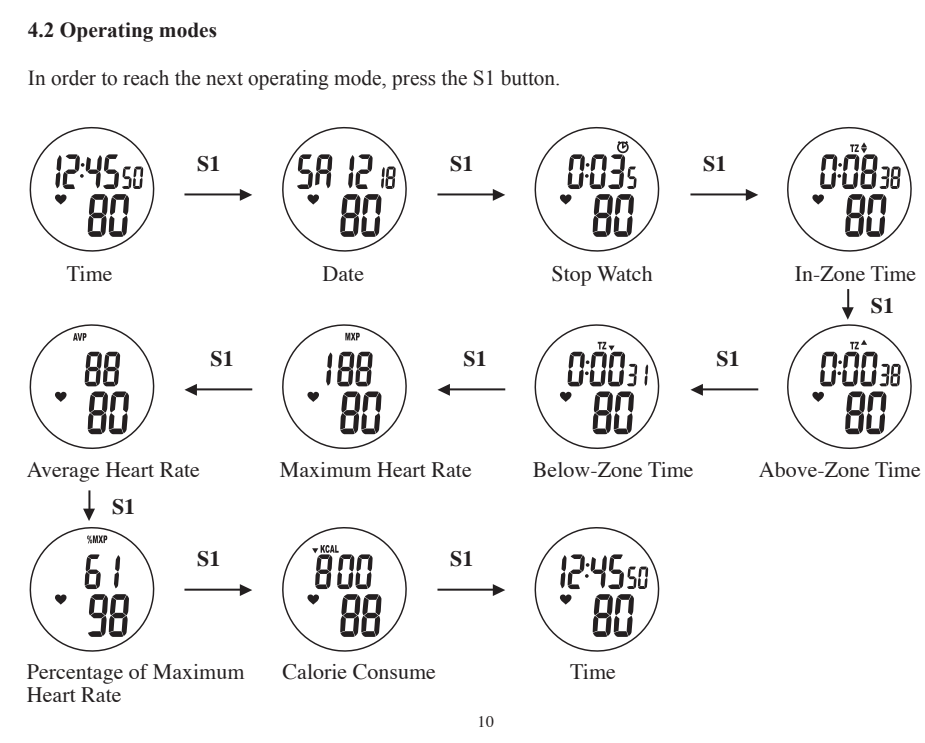 4.2 Operating modes
In order to reach the next operating mode, press the S1 button.
12:45 50
80
Time
S1
SA 12 18
80
Date
S1
0:03 5
80
Stop Watch
S1
TZ
0:08 38
80
In-Zone Time
S1
TZ
0:00 38
80
Above-Zone Time
S1
TZ
0:00 31
80
Below-Zone Time
S1
MXP
188
80
Maximum Heart Rate
S1
AVP
88
80
Average Heart Rate
S1
%MXP
61
98
Percentage of Maximum
Heart Rate
S1
KCAL
800
88
Calorie Consume
S1
12:45 50
80
Time
10